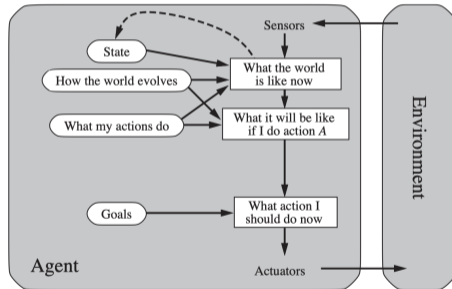 Sensors
State
What the world
is like now
How the world evolves
What it will be like
if I do action A
What my actions do
Environment
Goals
What action I
should do now
Agent
Actuators